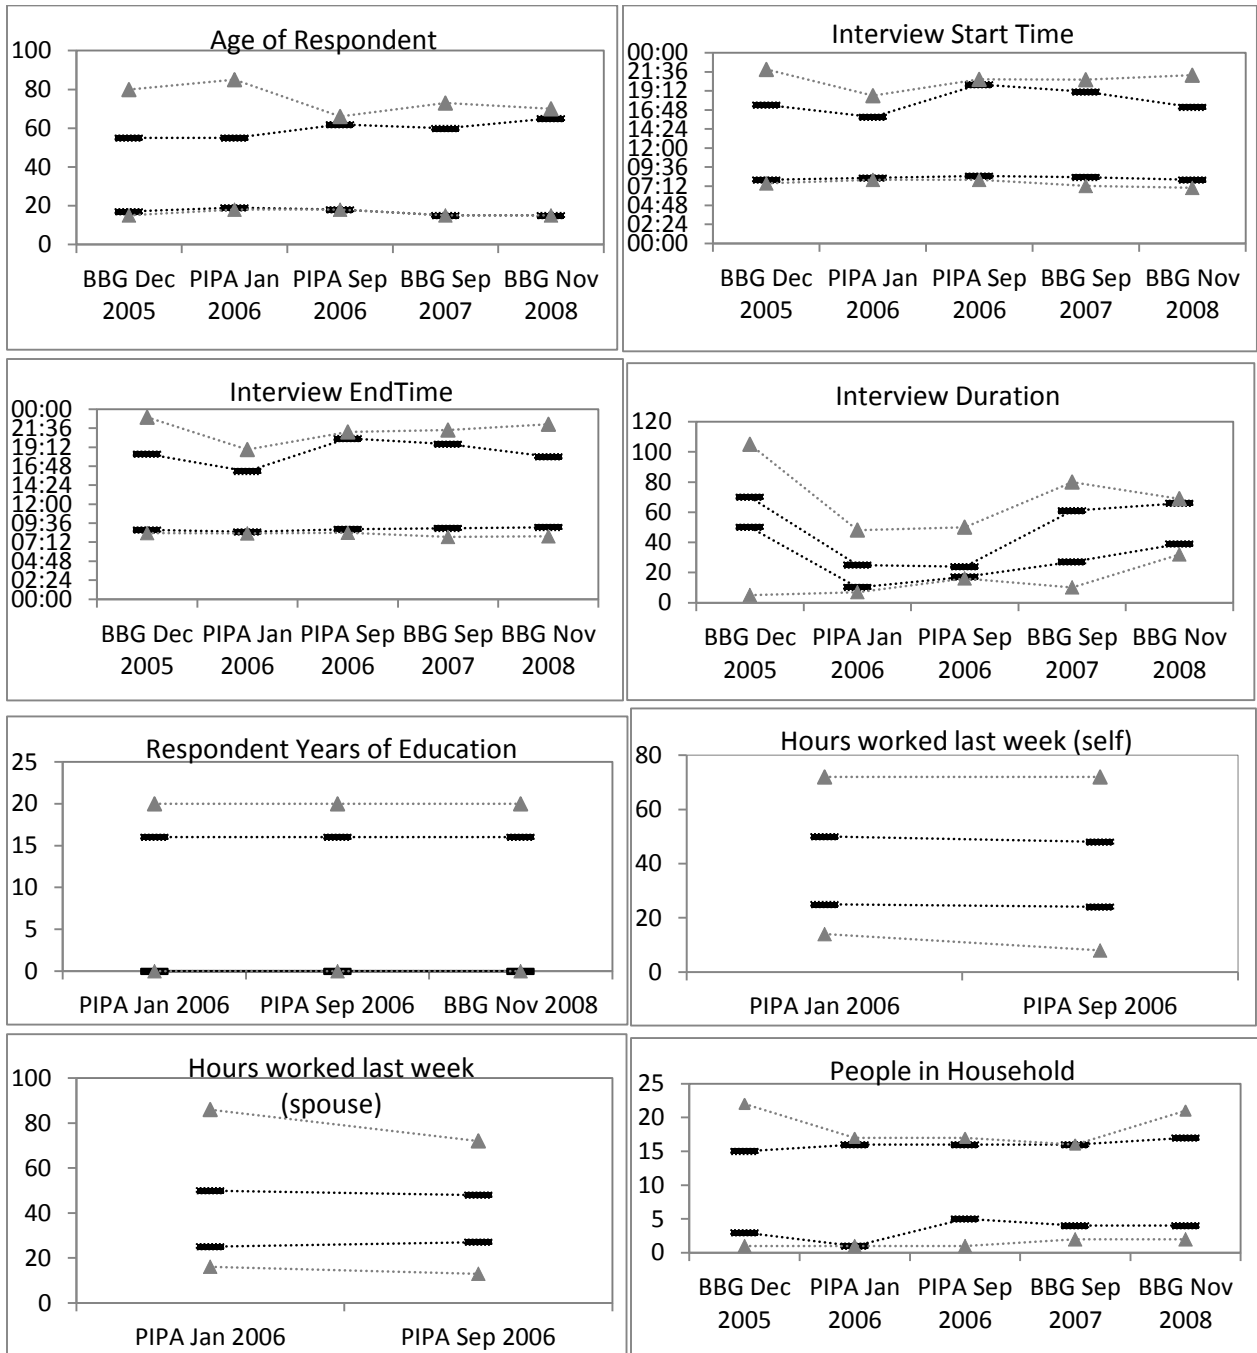 Age of Respondent
100
80
60
40
20
0
BBG Dec PIPA Jan PIPA Sep BBG Sep BBG Nov
2005 2006 2006 2007 2008
Interview Start Time
00:00
21:36
19:12
16:48
14:24
12:00
09:36
07:12
04:48
02:24
00:00
BBG Dec PIPA Jan PIPA Sep BBG Sep BBG Nov
2005 2006 2006 2007 2008
Interview EndTime
00:00
21:36
19:12
16:48
14:24
12:00
09:36
07:12
04:48
02:24
00:00
BBG Dec PIPA Jan PIPA Sep BBG Sep BBG Nov
2005 2006 2006 2007 2008
Interview Duration
120
100
80
60
40
20
0
BBG Dec PIPA Jan PIPA Sep BBG Sep BBG Nov
2005 2006 2006 2007 2008
Respondent Years of Education
25
20
15
10
5
0
PIPA Jan 2006 PIPA Sep 2006 BBG Nov 2008
Hours worked last week (self)
80
60
40
20
0
PIPA Jan 2006 PIPA Sep 2006
Hours worked last week
(spouse)
100
80
60
40
20
0
PIPA Jan 2006 PIPA Sep 2006
People in Household
25
20
15
10
5
0
BBG Dec PIPA Jan PIPA Sep BBG Sep BBG Nov
2005 2006 2006 2007 2008